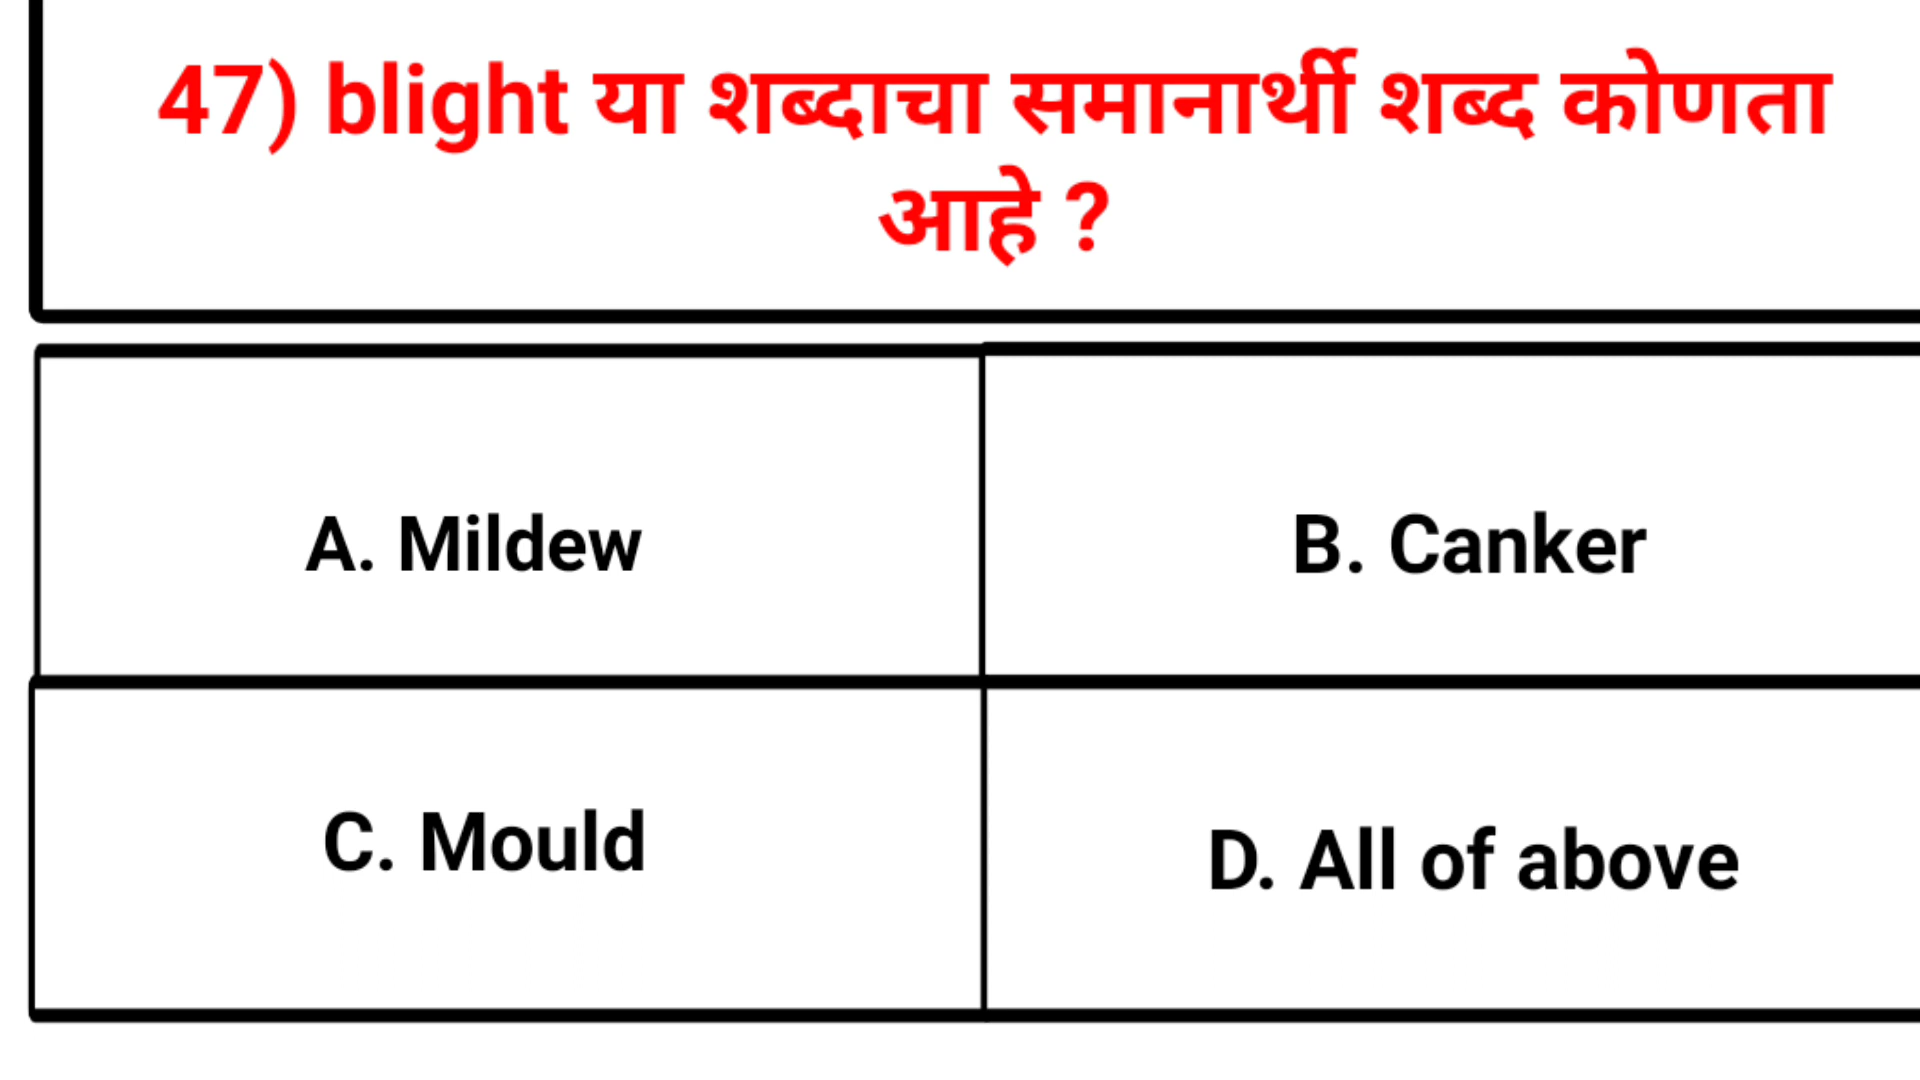 47) blight या शब्दाचा समानार्थी शब्द कोणता
आहे ?
A. Mildew
B. Canker
C. Mould
D. All of above